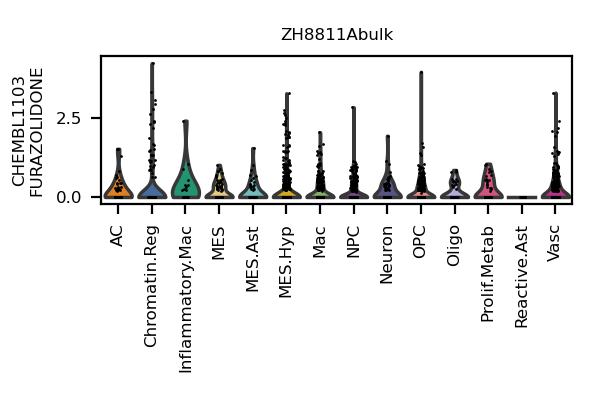 ZH8811Abulk
CHEMBL1103
FURAZOLIDONE
2.5
0.0
AC
Chromatin.Reg
Inflammatory.Mac
MES
MES.Ast
MES.Hyp
Mac
NPC
Neuron
OPC
Oligo
Prolif.Metab
Reactive.Ast
Vasc